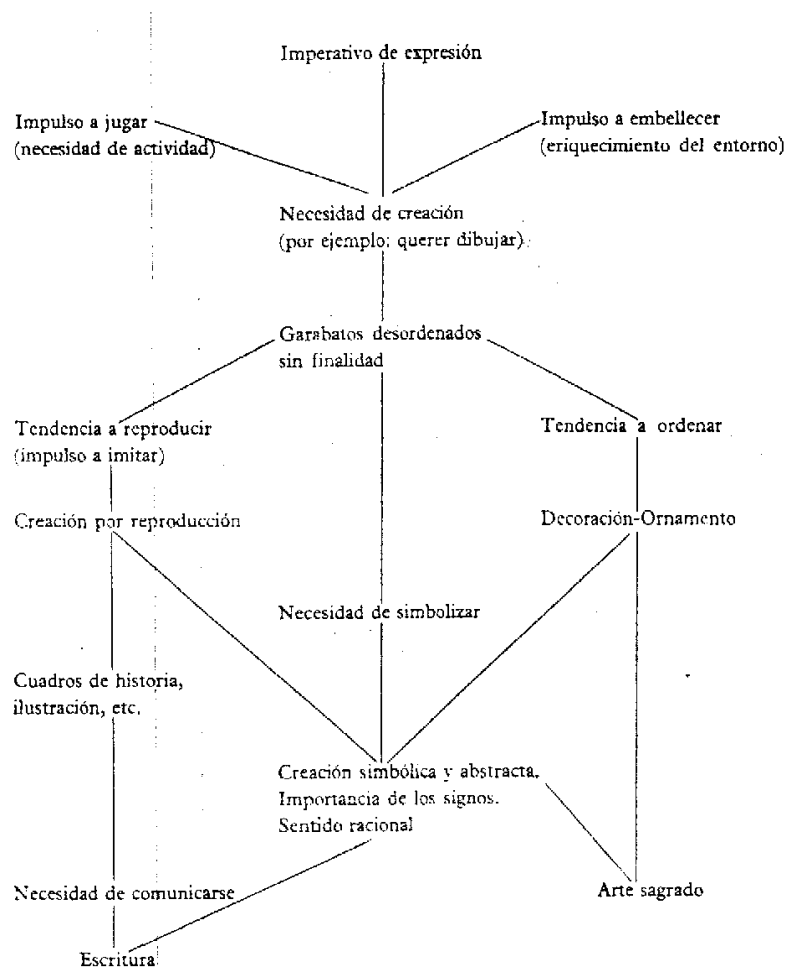 Imperativo de expresión
Impulso a jugar
(necesidad de actividad)
Impulso a embellecer
(eriquecimiento del entorno)
Necesidad de creación
(por ejemplo: querer dibujar).
Garabatos desordenados
sin finalidad
Tendencia a reproducir
(impulso a imitar)
Tendencia a ordenar
Creación por reproducción
Decoración-Ornamento
Necesidad de simbolizar
Cuadros de historia,
ilustración, etc.
Creación simbólica y abstracta.
Importancia de los signos.
Sentido racional
Necesidad de comunicarse
Arte sagrado
Escritura